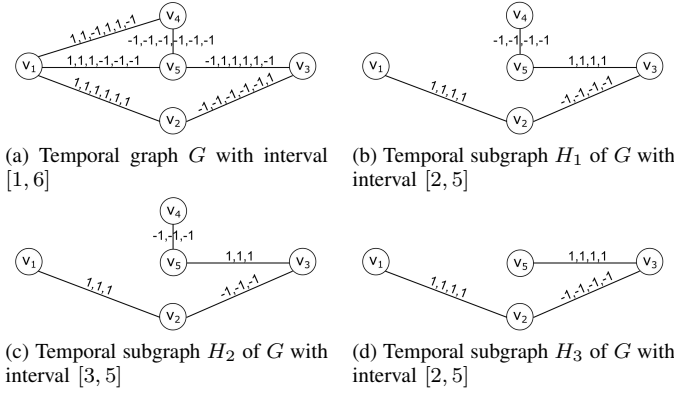 v4
1,1,-1,1,1,-1
-1,-1,-1,-1,-1,-1
v1
1,1,1,-1,-1,-1
v5
-1,1,1,1,1,-1
v3
1,1,1,1,1,1
-1,-1,-1,-1,-1,1
v2
(a) Temporal graph G with interval
[1, 6]
v4
-1,-1,-1,-1
v1
v5
1,1,1,1
v3
1,1,1,1
-1,-1,-1,-1
v2
(b) Temporal subgraph H1 of G with
interval [2, 5]
v4
-1,-1,-1
v1
v5
1,1,1
v3
1,1,1
-1,-1,-1
v2
(c) Temporal subgraph H2 of G with
interval [3, 5]
v1
v5
1,1,1,1
v3
1,1,1,1
-1,-1,-1,-1
v2
(d) Temporal subgraph H3 of G with
interval [2, 5]